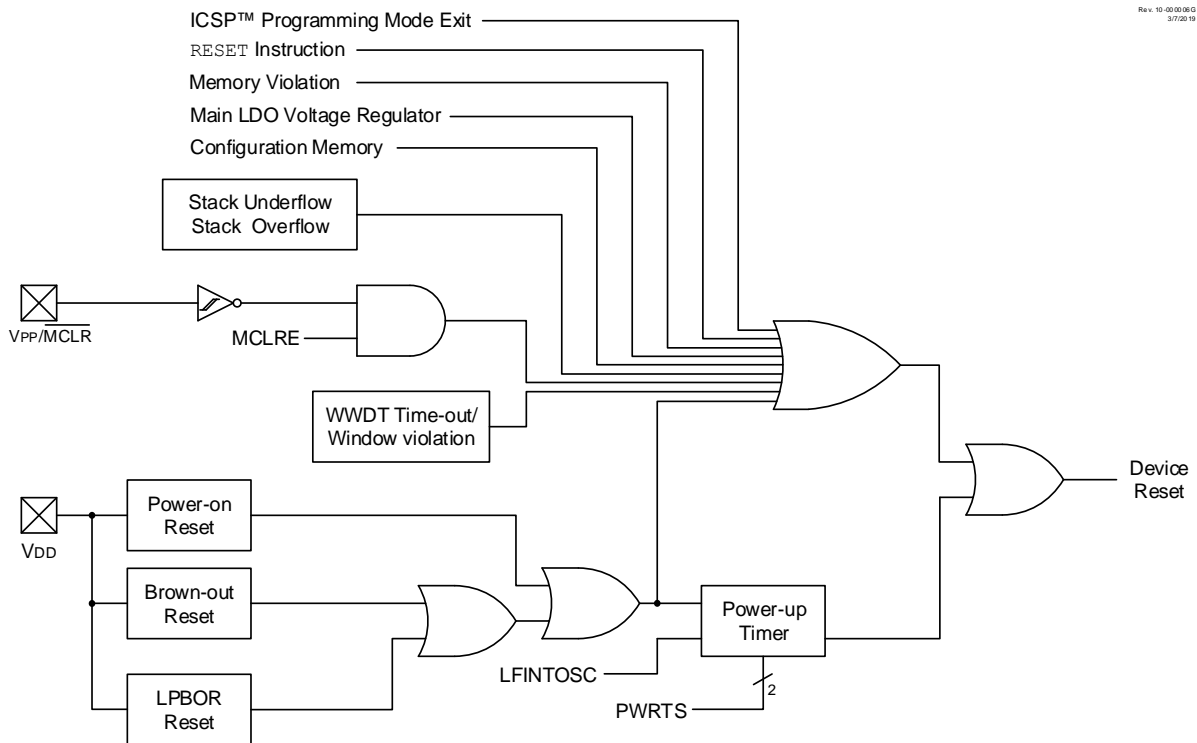 Rev. 10-000006G
3/7/2019
ICSP™ Programming Mode Exit
RESET Instruction
Memory Violation
Main LDO Voltage Regulator
Configuration Memory
Stack Underflow
Stack Overflow
VPP/MCLR
MCLRE
WWDT Time-out/
Window violation
Device
Reset
Power-on
Reset
VDD
Brown-out
Reset
Power-up
Timer
LFINTOSC
LPBOR
Reset
2
PWRTS